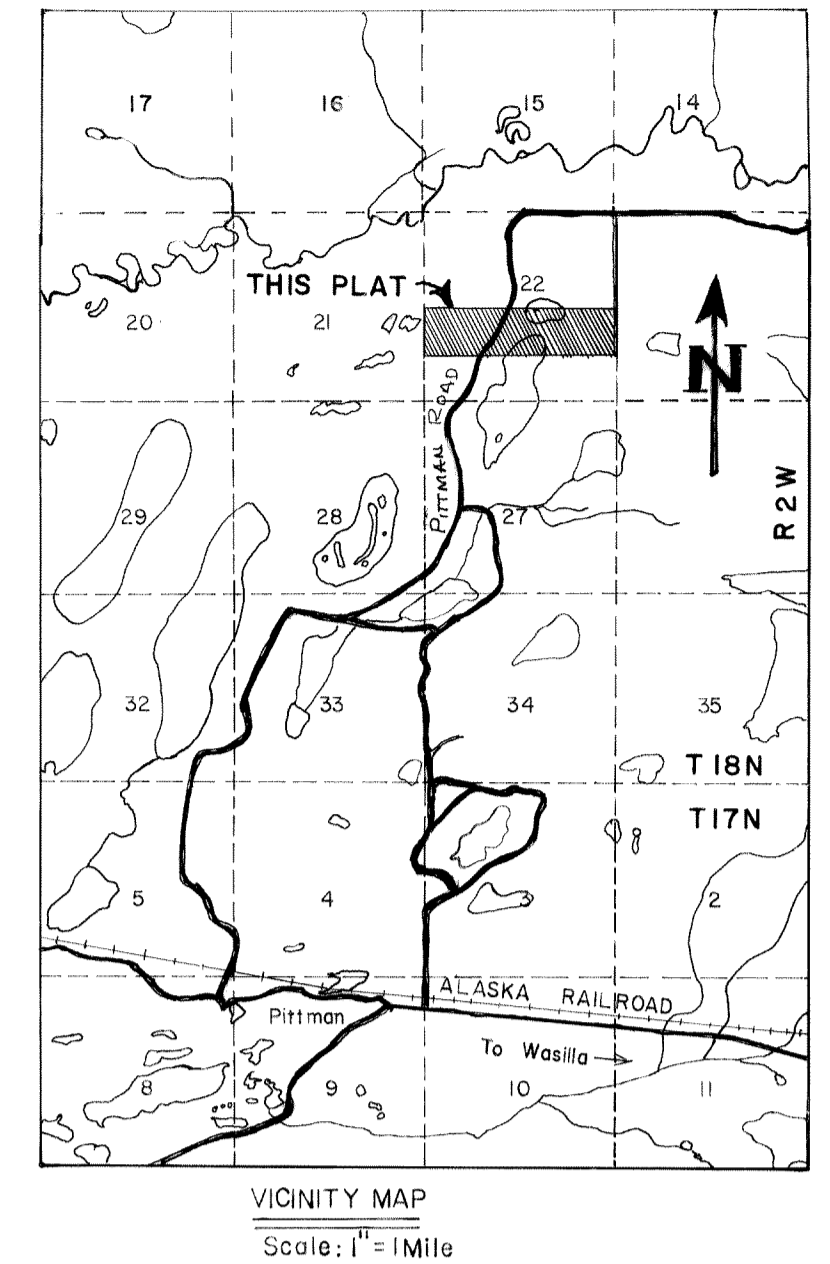 17 16 15 14
THIS PLAT 22
20 21
N
PITTMAN ROAD
R2W
29 28 27
32 33 34 35
T18N
T17N
5 4 3 2
ALASKA RAILROAD
Pittman
To Wasilla
8 9 10 11
VICINITY MAP
Scale: 1" = 1 Mile